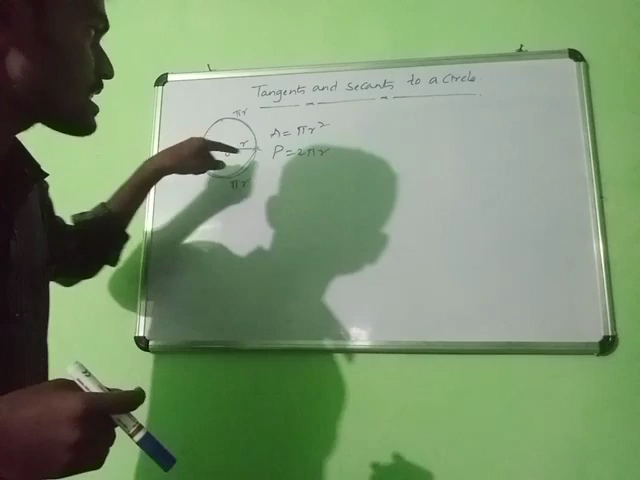 Tangents and secants to a Circle
πr
r
A = πr²
P = 2πr
πr